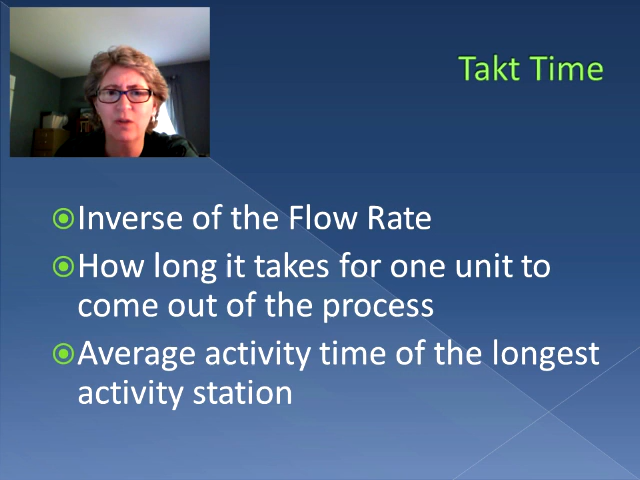 Takt Time
Inverse of the Flow Rate
How long it takes for one unit to
come out of the process
Average activity time of the longest
activity station